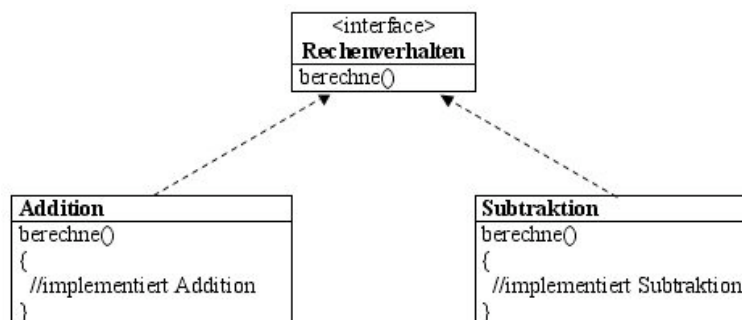 <interface>
Rechenverhalten
berechne()
Addition
berechne()
{
//implementiert Addition
}
Subtraktion
berechne()
{
//implementiert Subtraktion
}